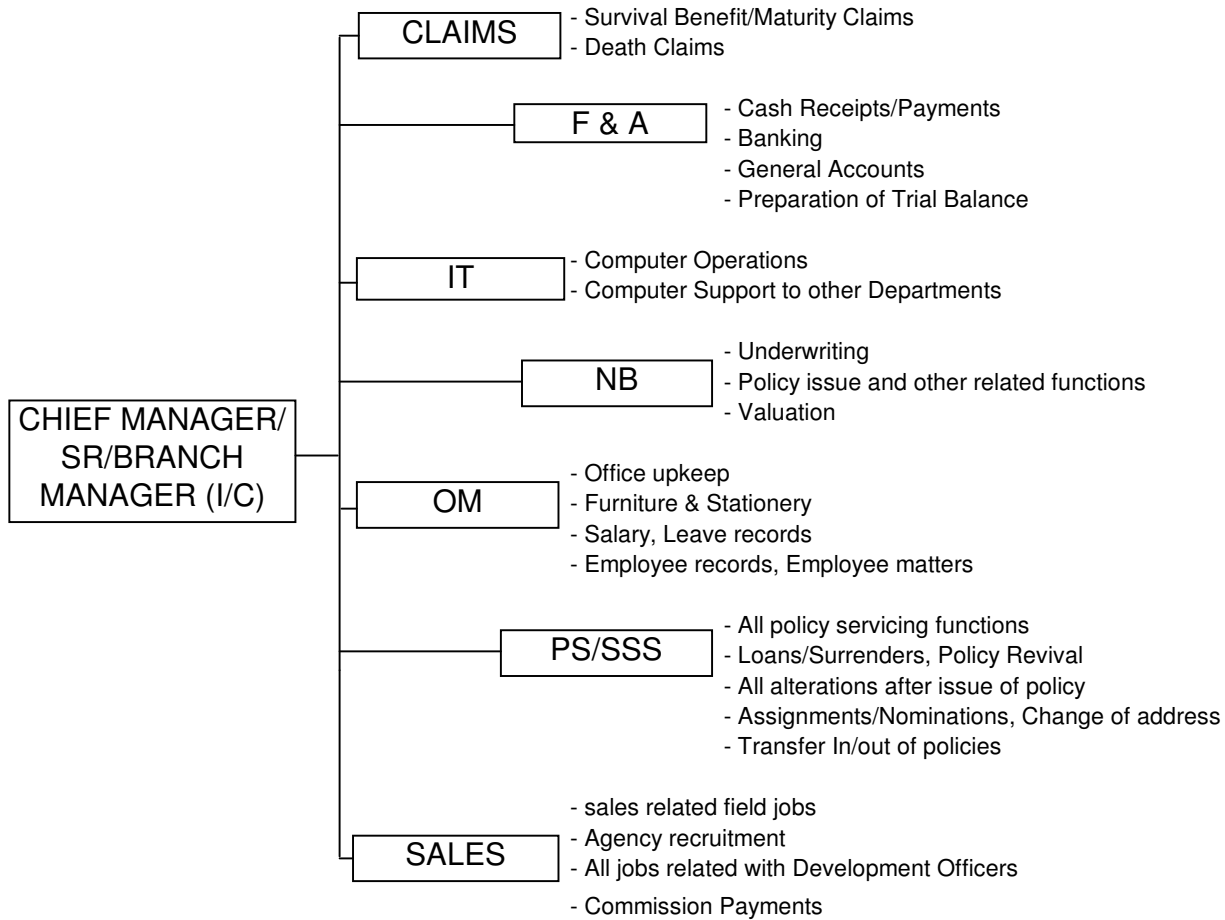 CLAIMS
- Survival Benefit/Maturity Claims
- Death Claims
F & A
- Cash Receipts/Payments
- Banking
- General Accounts
- Preparation of Trial Balance
IT
- Computer Operations
- Computer Support to other Departments
NB
- Underwriting
- Policy issue and other related functions
- Valuation
CHIEF MANAGER/
SR/BRANCH
MANAGER (I/C)
OM
- Office upkeep
- Furniture & Stationery
- Salary, Leave records
- Employee records, Employee matters
PS/SSS
- All policy servicing functions
- Loans/Surrenders, Policy Revival
- All alterations after issue of policy
- Assignments/Nominations, Change of address
- Transfer In/out of policies
SALES
- sales related field jobs
- Agency recruitment
- All jobs related with Development Officers
- Commission Payments